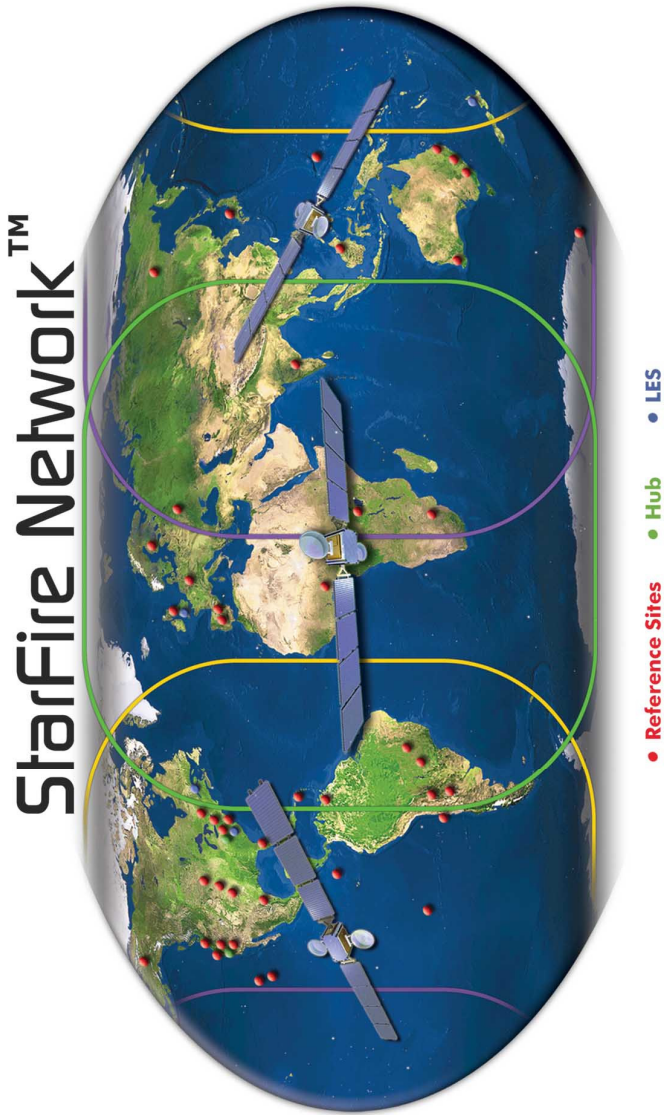 StarFire Network™
• Reference Sites • Hub • LES